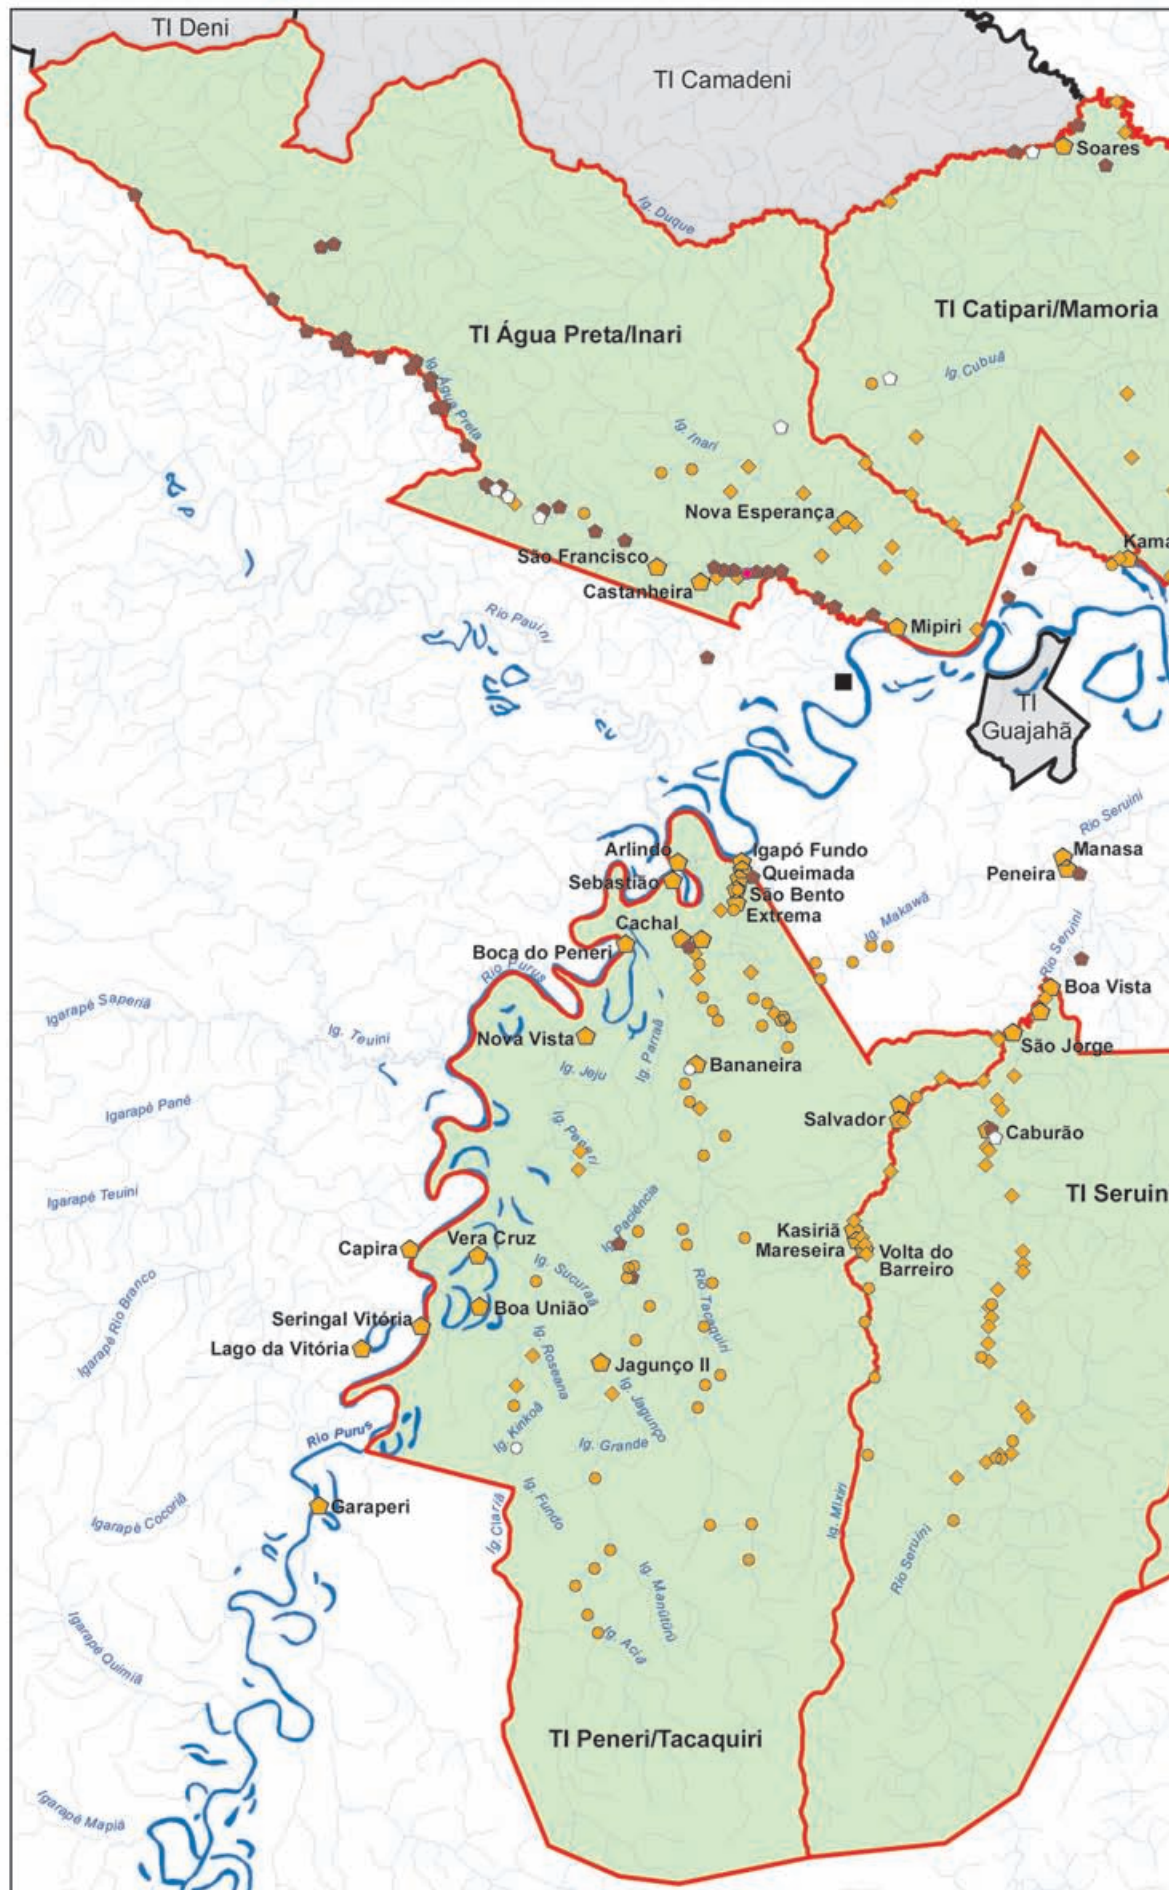 TI Deni
TI Camadeni
Soares
Ig. Duque
TI Catipari/Mamoria
TI Água Preta/Inari
Ig. Cubuã
Ig. Água Preta
Ig. Inari
Nova Esperança
São Francisco
Kama
Castanheira
Rio Pauini
Mipiri
TI
Guajahã
Rio Seruini
Arlindo
Igapó Fundo
Manasa
Sebastião
Queimada
Peneira
São Bento
Extrema
Cachal
Ig. Makawã
Boca do Peneri
Rio Purus
Rio Seruini
Boa Vista
Igarapé Saperiã
Ig. Teuini
Nova Vista
Ig. Parraã
São Jorge
Ig. Jeju
Bananeira
Igarapé Panê
Salvador
Caburão
Ig. Peneri
Igarapé Teuini
TI Seruin
Ig. Paciência
Capira
Vera Cruz
Kasiriã
Mareseira
Volta do
Barreiro
Ig. Sucuraã
Rio Tacaquiri
Igarapé Rio Branco
Boa União
Seringal Vitória
Lago da Vitória
Ig. Roseana
Jagunço II
Ig. Jagunço
Ig. Kinkoã
Rio Purus
Ig. Grande
Ig. Fundo
Garaperi
Igarapé Cocoriã
Ig. Ciariã
Ig. Mixiri
Rio Seruini
Ig. Manûtûrû
Igarapé Quimiã
Ig. Aciã
TI Peneri/Tacaquiri
Igarapé Mapiã